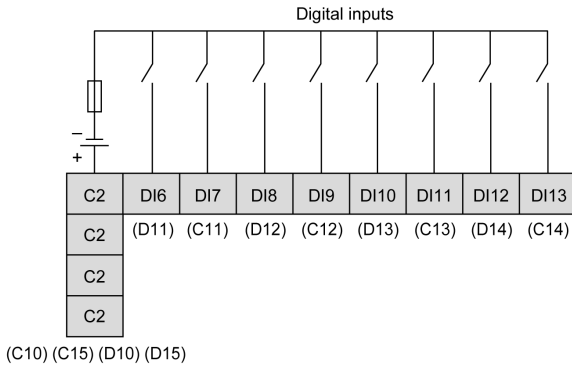 Digital inputs
–
+
C2 DI6 DI7 DI8 DI9 DI10 DI11 DI12 DI13
C2 (D11) (C11) (D12) (C12) (D13) (C13) (D14) (C14)
C2
C2
(C10) (C15) (D10) (D15)